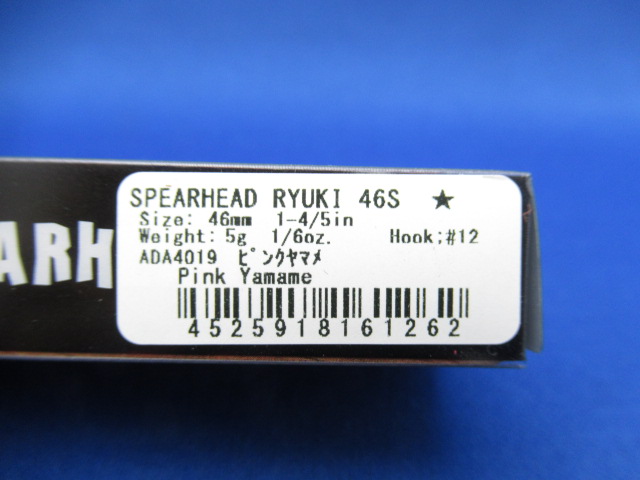 ARH
SPEARHEAD RYUKI 46S ★
Size: 46mm 1-4/5in
Weight: 5g 1/6oz. Hook;#12
ADA4019 ピンクヤマメ
Pink Yamame
4525918161262